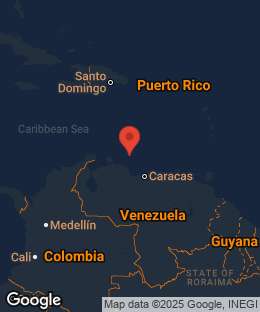 Santo
Domingo
Puerto Rico
Caribbean Sea
Caracas
Venezuela
Medellín
Guyana
Cali
Colombia
STATE OF
RORAIMA
Google
Map data ©2025 Google, INEGI